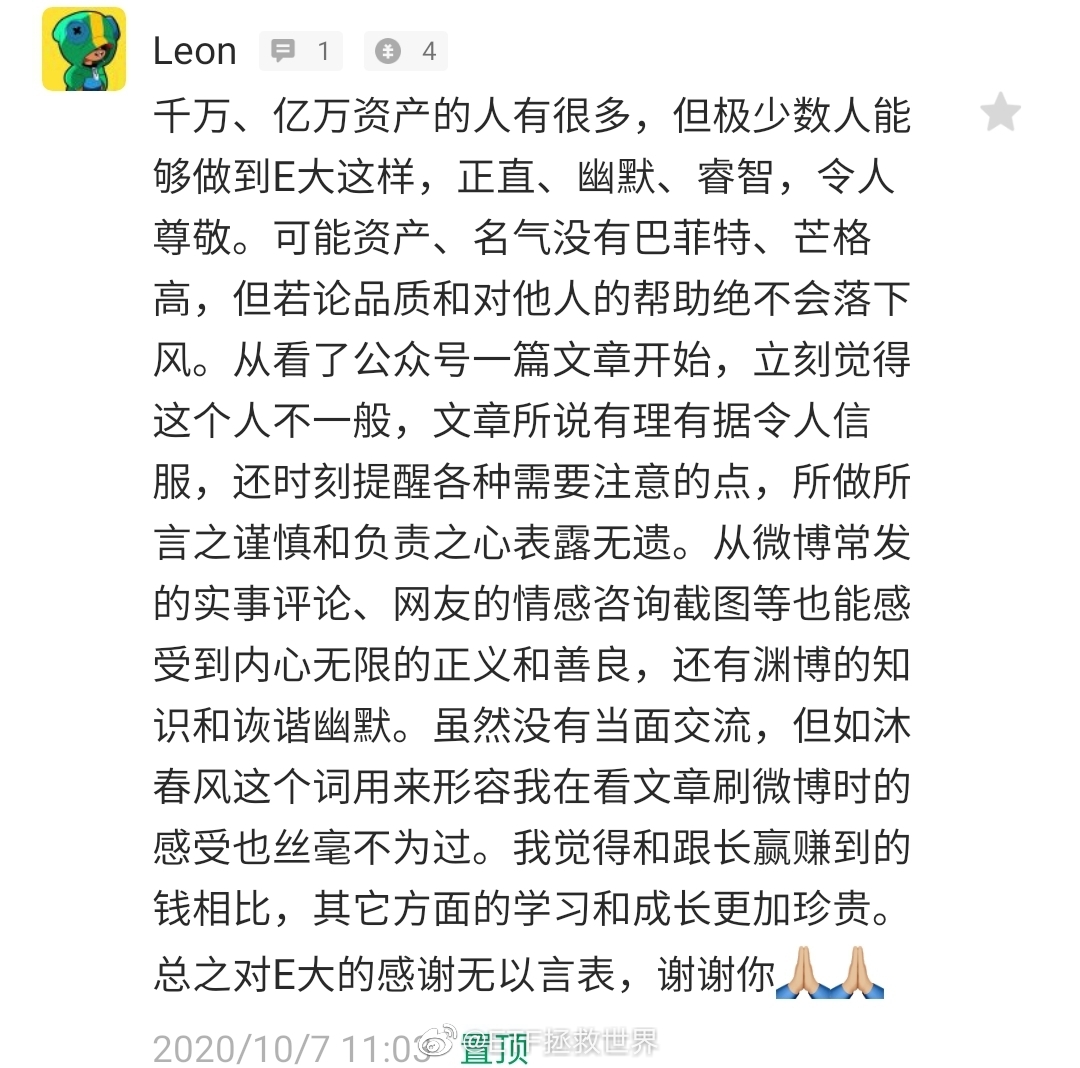 Leon 1 4
千万、亿万资产的人有很多，但极少数人能
够做到E大这样，正直、幽默、睿智，令人
尊敬。可能资产、名气没有巴菲特、芒格
高，但若论品质和对他人的帮助绝不会落下
风。从看了公众号一篇文章开始，立刻觉得
这个人不一般，文章所说有理有据令人信
服，还时刻提醒各种需要注意的点，所做所
言之谨慎和负责之心表露无遗。从微博常发
的实事评论、网友的情感咨询截图等也能感
受到内心无限的正义和善良，还有渊博的知
识和诙谐幽默。虽然没有当面交流，但如沐
春风这个词用来形容我在看文章刷微博时的
感受也丝毫不为过。我觉得和跟长赢赚到的
钱相比，其它方面的学习和成长更加珍贵。
总之对E大的感谢无以言表，谢谢你🙏🏼🙏🏼
2020/10/7 11:03 置顶
@ETF拯救世界